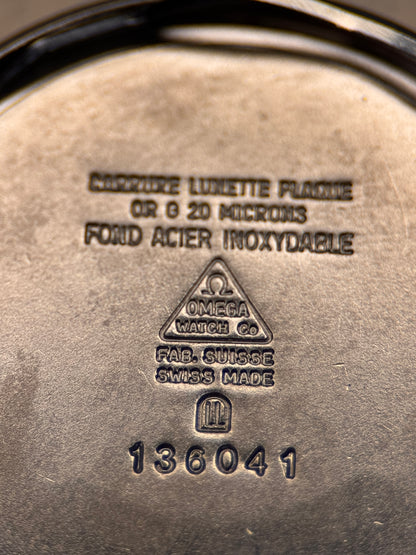 CARRURE LUNETTE PLAQUE
OR G 20 MICRONS
FOND ACIER INOXYDABLE
Ω
OMEGA
WATCH Co
FAB. SUISSE
SWISS MADE
136041